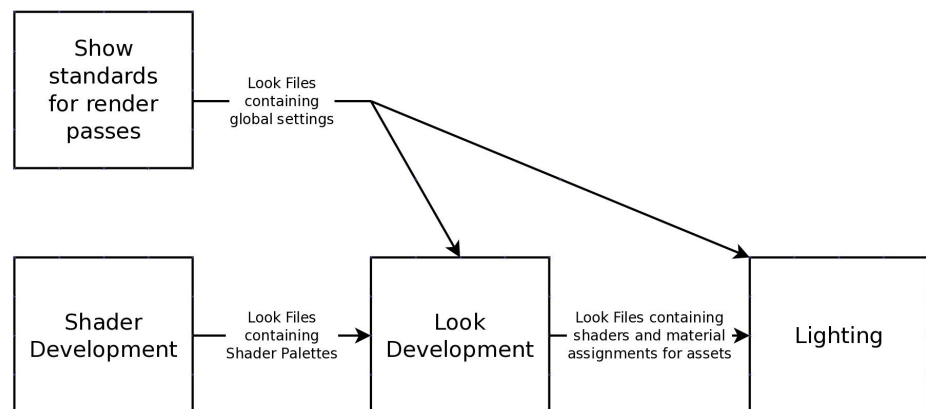 Show
standards
for render
passes
Look Files
containing
global settings
Shader
Development
Look Files
containing
Shader Palettes
Look
Development
Look Files containing
shaders and material
assignments for assets
Lighting